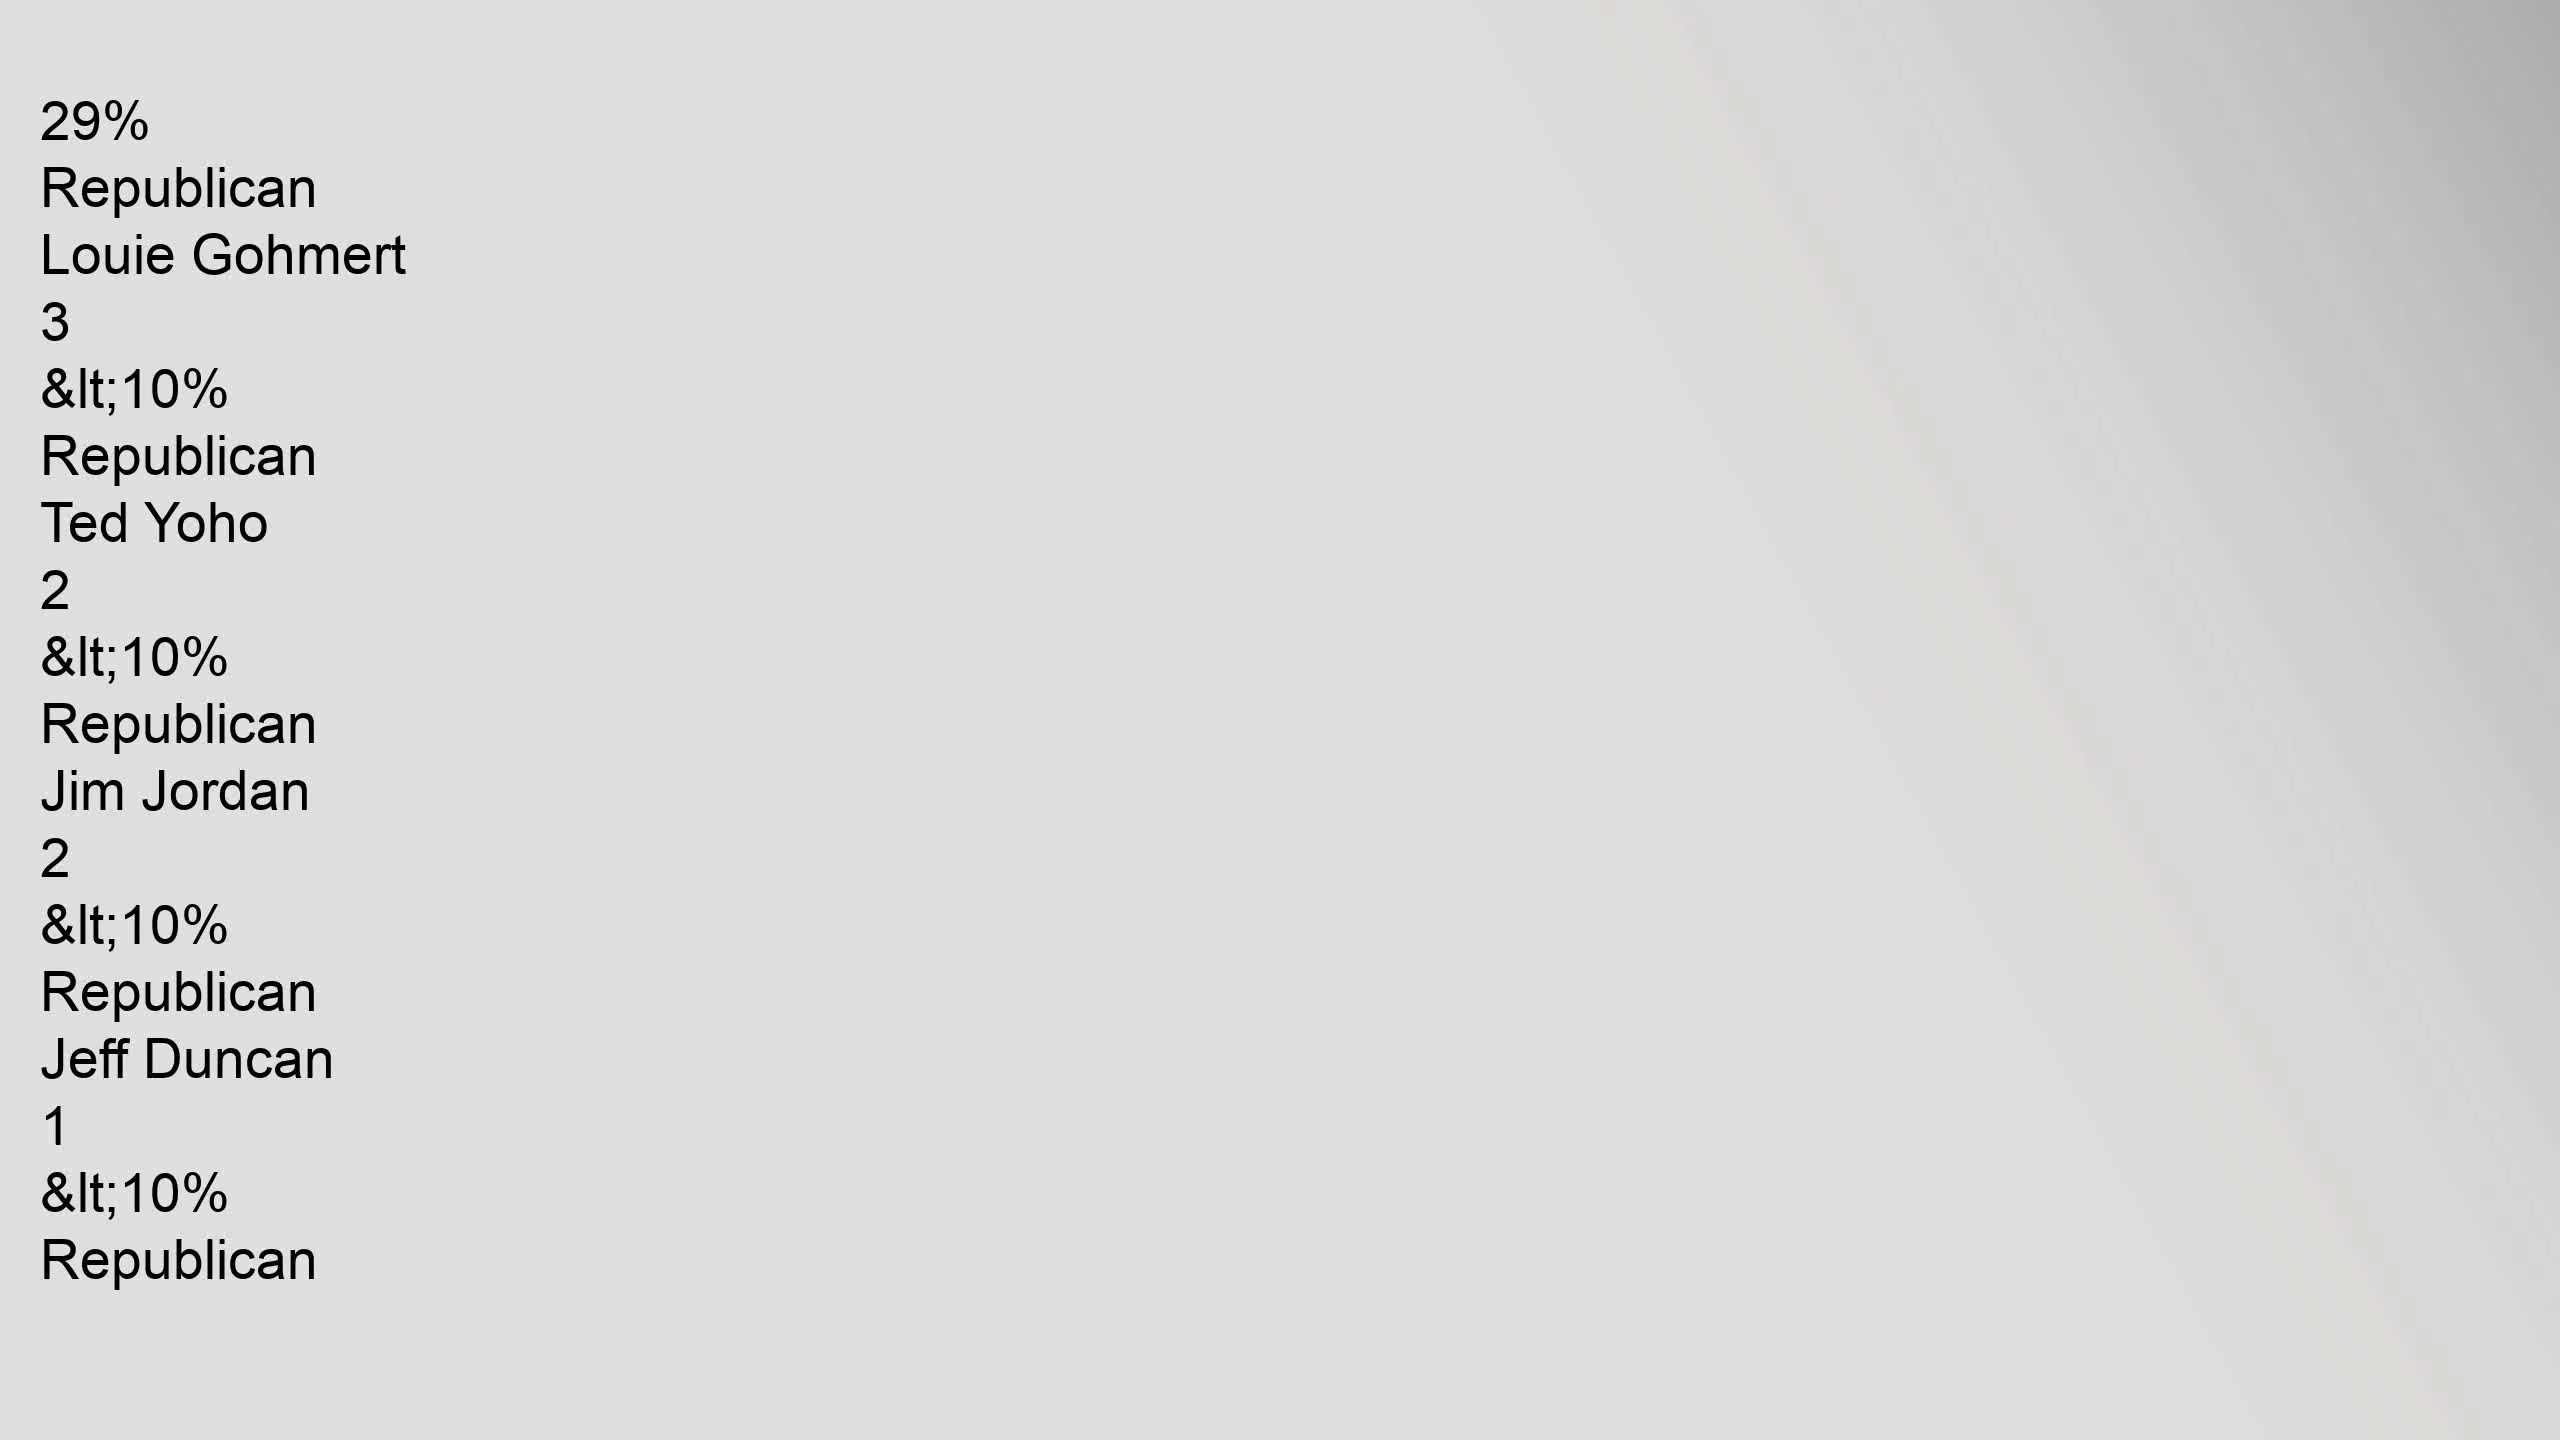 29%
Republican
Louie Gohmert
3
&lt;10%
Republican
Ted Yoho
2
&lt;10%
Republican
Jim Jordan
2
&lt;10%
Republican
Jeff Duncan
1
&lt;10%
Republican